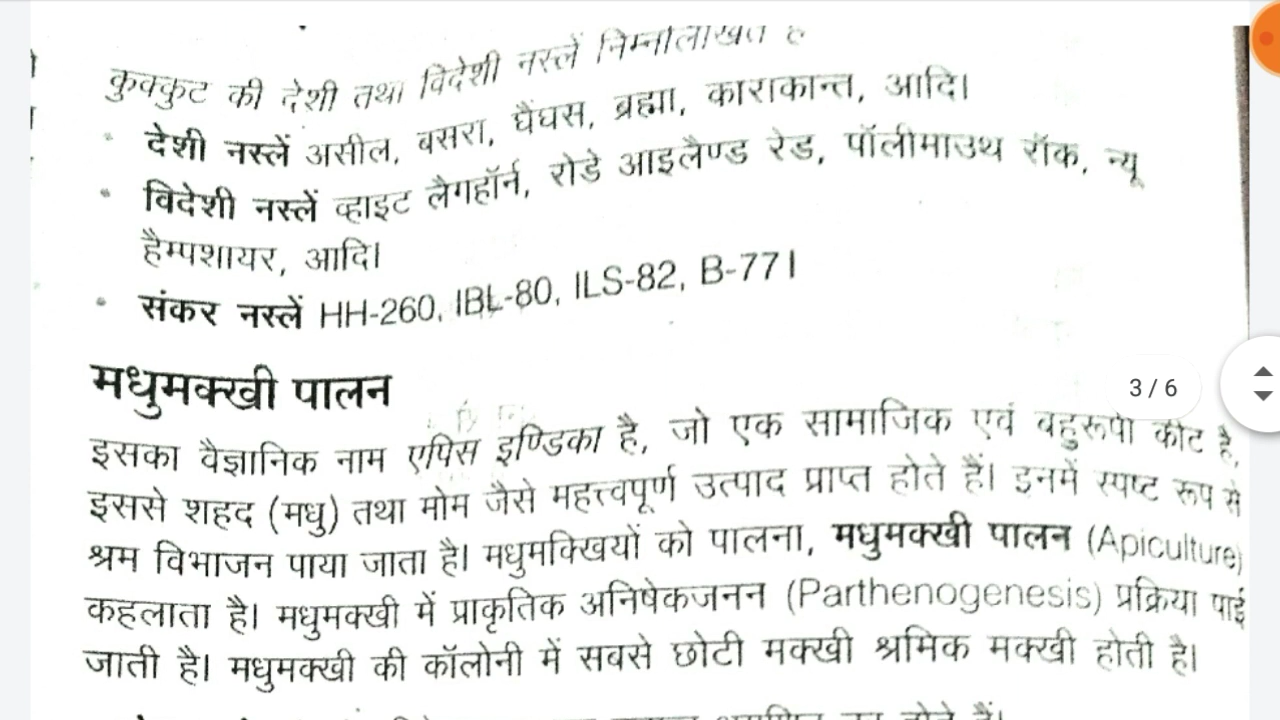 कुक्कुट की देशी तथा विदेशी नस्लें निम्नलिखित हैं
• देशी नस्लें असील, बसरा, घैंघस, ब्रह्मा, काराकान्त, आदि।
• विदेशी नस्लें व्हाइट लैगहॉर्न, रोडे आइलैण्ड रेड, पॉलीमाउथ रॉक, न्यू
हैम्पशायर, आदि।
• संकर नस्लें HH-260, IBL-80, ILS-82, B-77।
मधुमक्खी पालन
3 / 6
इसका वैज्ञानिक नाम एपिस इण्डिका है, जो एक सामाजिक एवं बहुरूपी कीट है,
इससे शहद (मधु) तथा मोम जैसे महत्त्वपूर्ण उत्पाद प्राप्त होते हैं। इनमें स्पष्ट रूप से
श्रम विभाजन पाया जाता है। मधुमक्खियों को पालना, मधुमक्खी पालन (Apiculture)
कहलाता है। मधुमक्खी में प्राकृतिक अनिषेकजनन (Parthenogenesis) प्रक्रिया पाई
जाती है। मधुमक्खी की कॉलोनी में सबसे छोटी मक्खी श्रमिक मक्खी होती है।